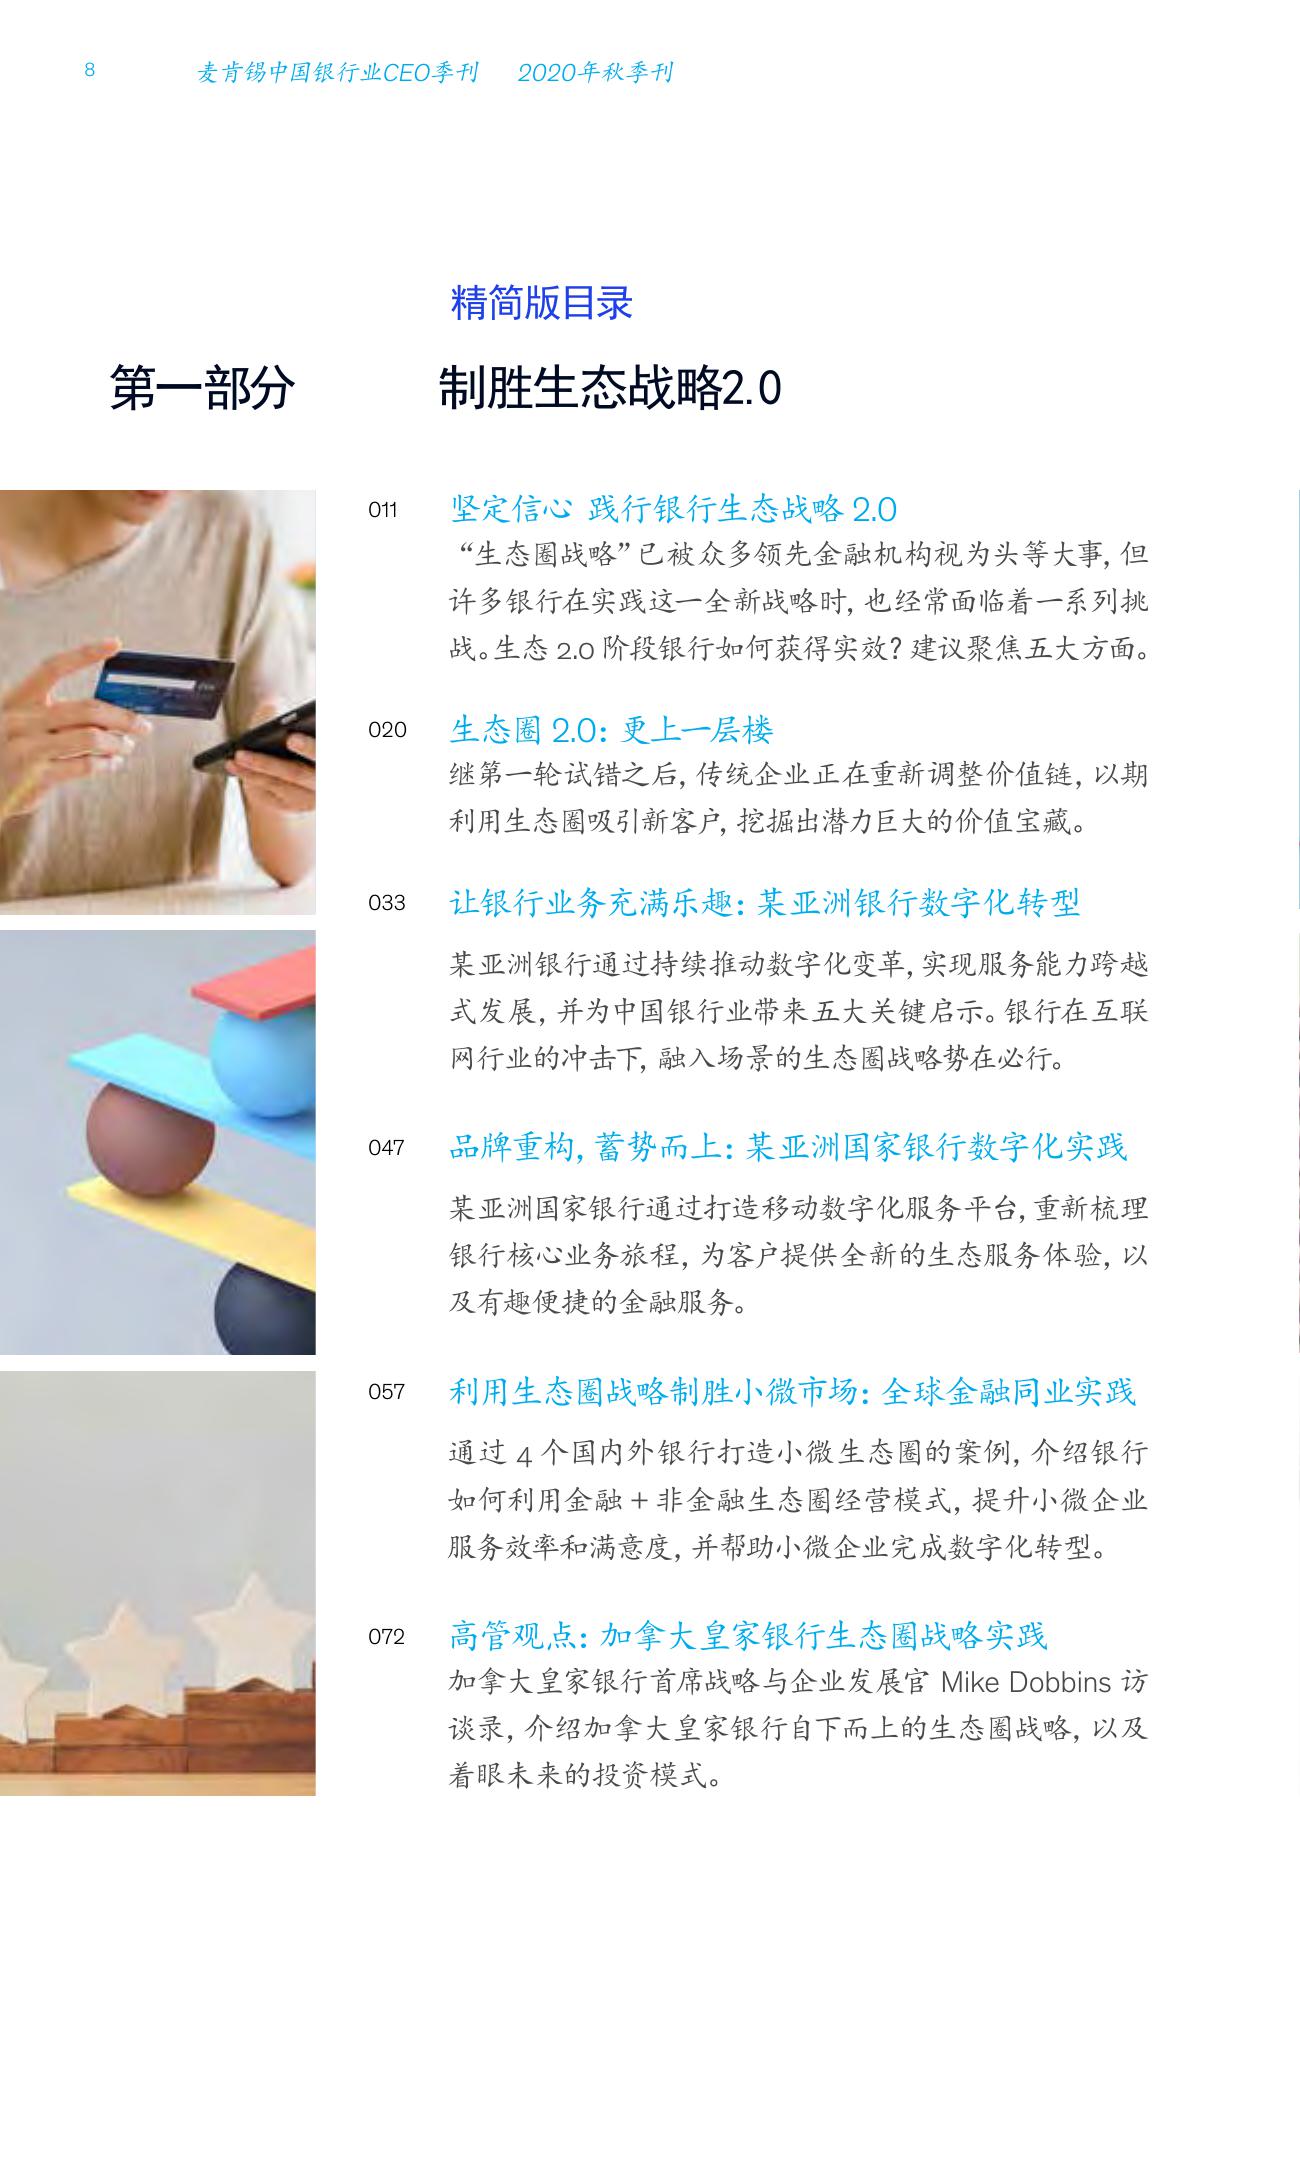 8
麦肯锡中国银行业CEO季刊 2020年秋季刊
精简版目录
第一部分 制胜生态战略2.0
011 坚定信心 践行银行生态战略 2.0
“生态圈战略”已被众多领先金融机构视为头等大事,但
许多银行在实践这一全新战略时,也经常面临着一系列挑
战。生态 2.0 阶段银行如何获得实效?建议聚焦五大方面。
020 生态圈 2.0:更上一层楼
继第一轮试错之后,传统企业正在重新调整价值链,以期
利用生态圈吸引新客户,挖掘出潜力巨大的价值宝藏。
033 让银行业务充满乐趣:某亚洲银行数字化转型
某亚洲银行通过持续推动数字化变革,实现服务能力跨越
式发展,并为中国银行业带来五大关键启示。银行在互联
网行业的冲击下,融入场景的生态圈战略势在必行。
047 品牌重构,蓄势而上:某亚洲国家银行数字化实践
某亚洲国家银行通过打造移动数字化服务平台,重新梳理
银行核心业务旅程,为客户提供全新的生态服务体验,以
及有趣便捷的金融服务。
057 利用生态圈战略制胜小微市场:全球金融同业实践
通过 4 个国内外银行打造小微生态圈的案例,介绍银行
如何利用金融 + 非金融生态圈经营模式,提升小微企业
服务效率和满意度,并帮助小微企业完成数字化转型。
072 高管观点:加拿大皇家银行生态圈战略实践
加拿大皇家银行首席战略与企业发展官 Mike Dobbins 访
谈录,介绍加拿大皇家银行自下而上的生态圈战略,以及
着眼未来的投资模式。